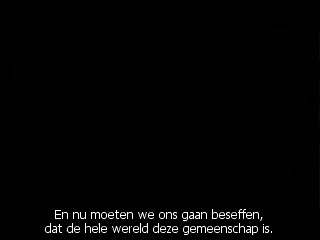 En nu moeten we ons gaan beseffen,
dat de hele wereld deze gemeenschap is.